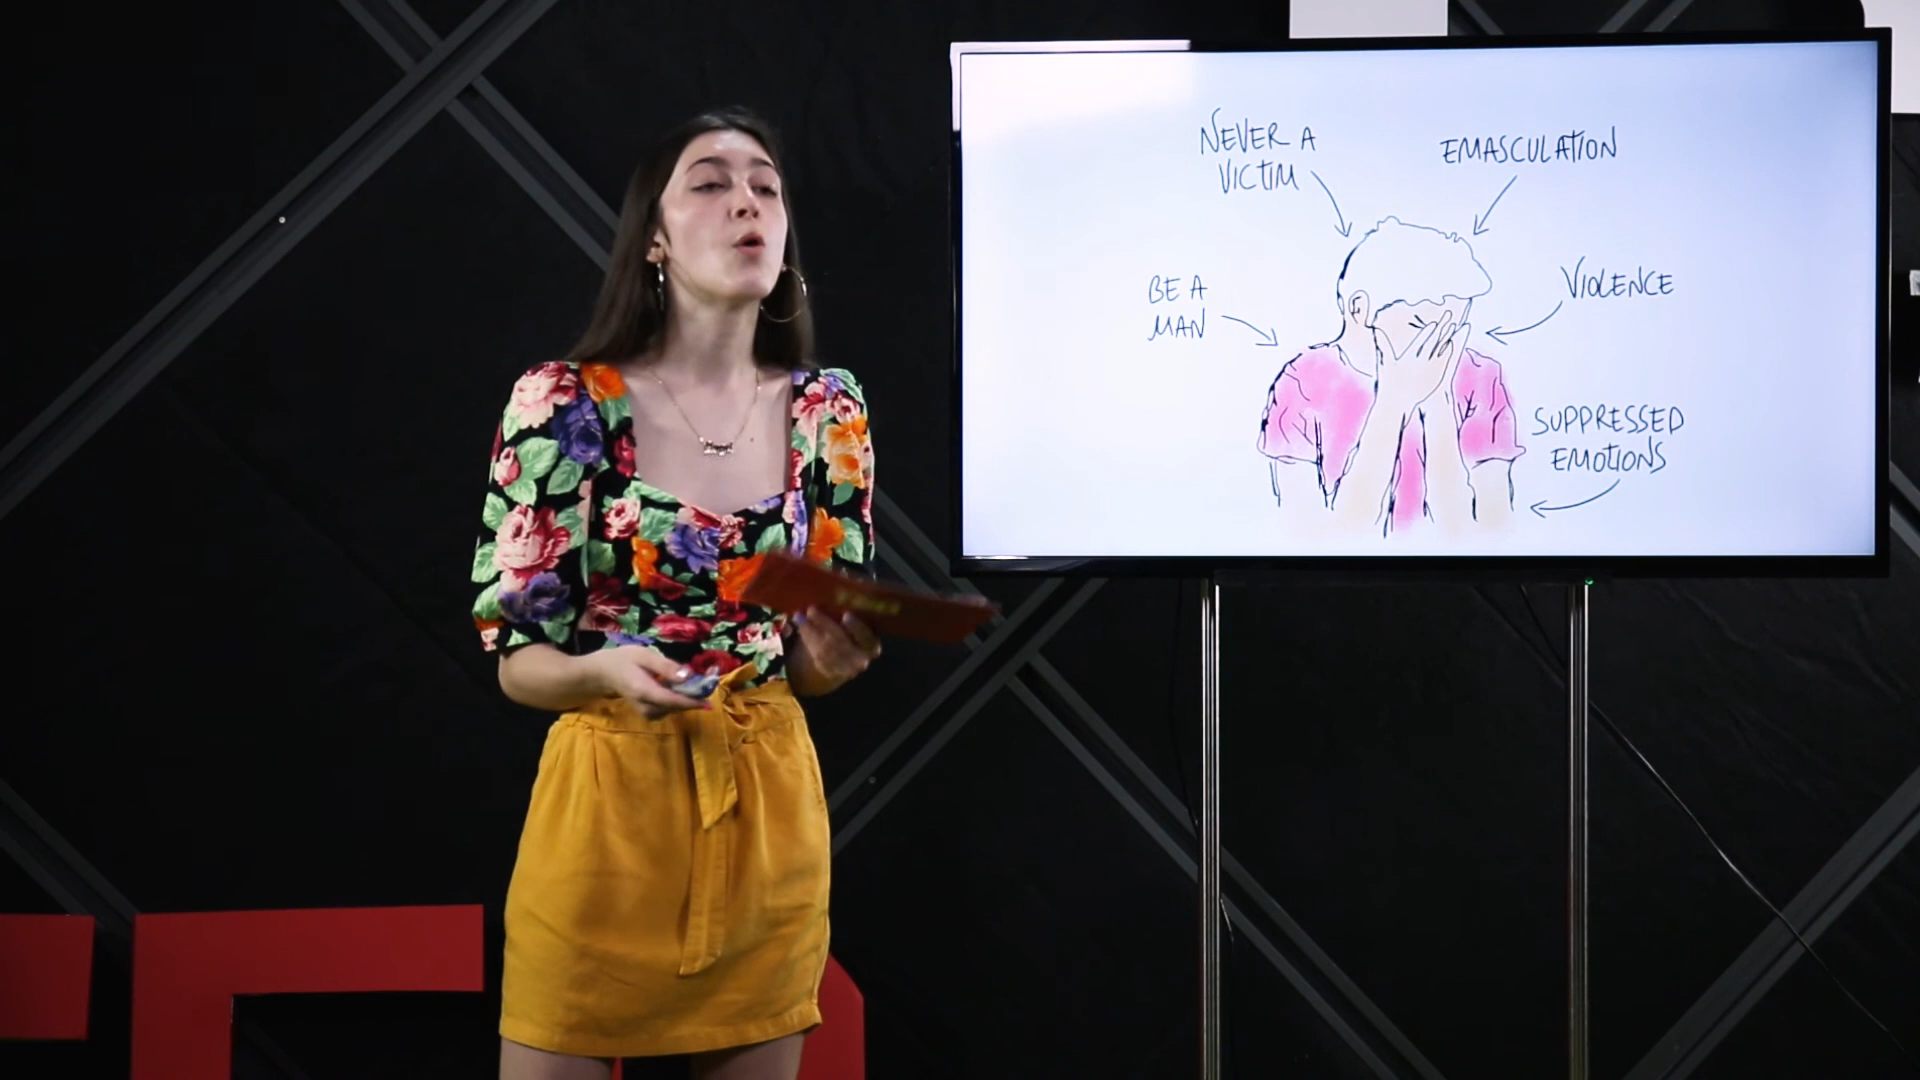 NEVER A
VICTIM
EMASCULATION
BE A
MAN
VIOLENCE
SUPPRESSED
EMOTIONS